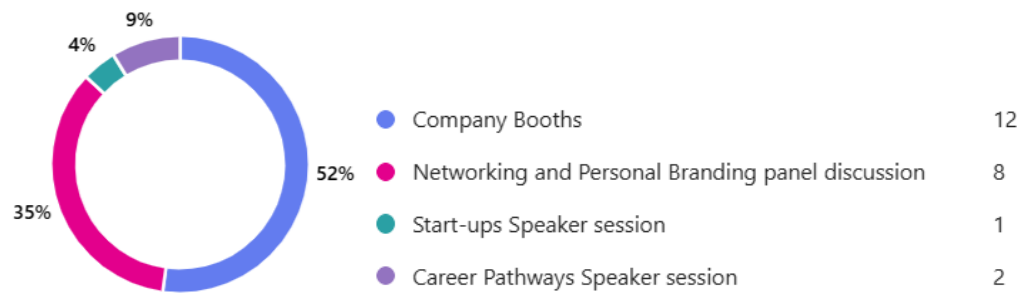 9%
4%
52%
35%
Company Booths 12
Networking and Personal Branding panel discussion 8
Start-ups Speaker session 1
Career Pathways Speaker session 2